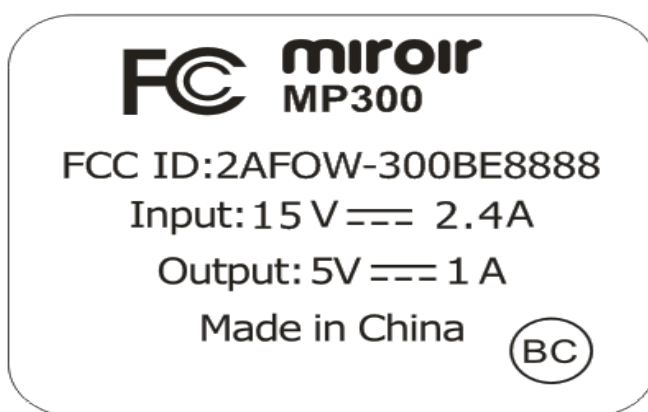 FC miroir
MP300
FCC ID:2AFOW-300BE8888
Input: 15 V 2.4A
Output: 5V 1 A
Made in China
BC